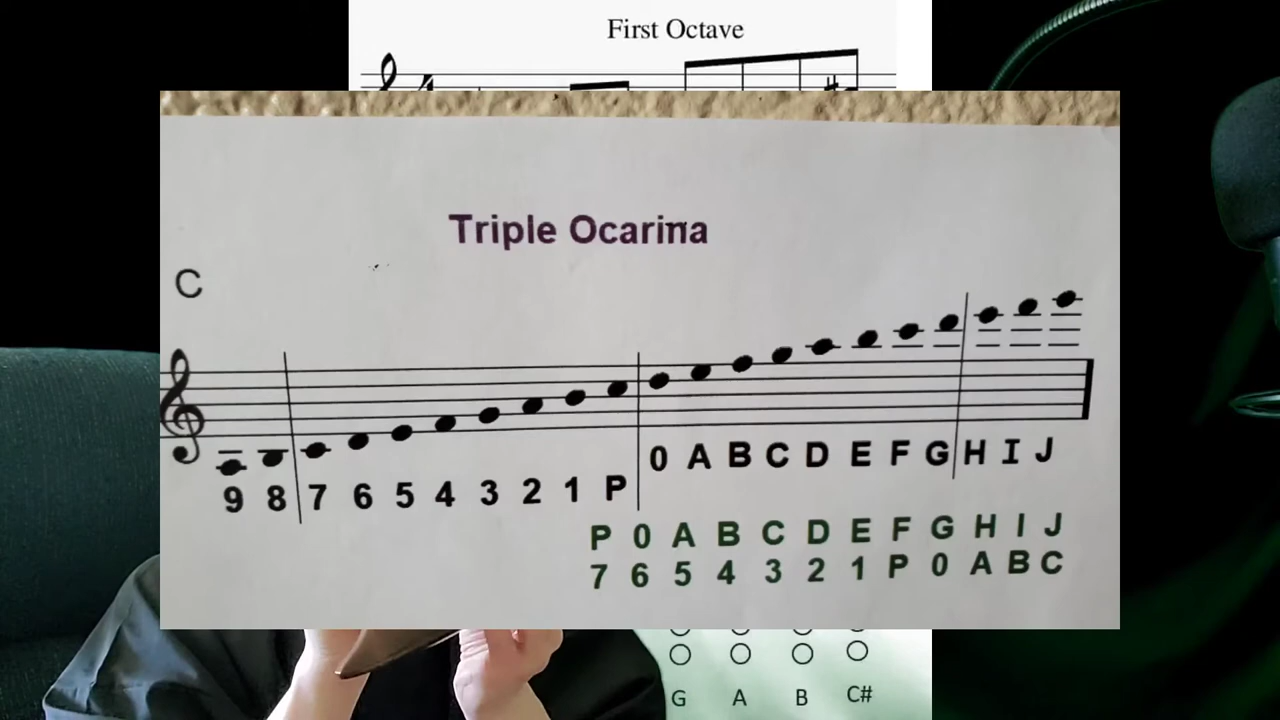 First Octave
Triple Ocarina
C
9 8 7 6 5 4 3 2 1 P 0 A B C D E F G H I J
P 0 A B C D E F G H I J
7 6 5 4 3 2 1 P 0 A B C
G A B C#